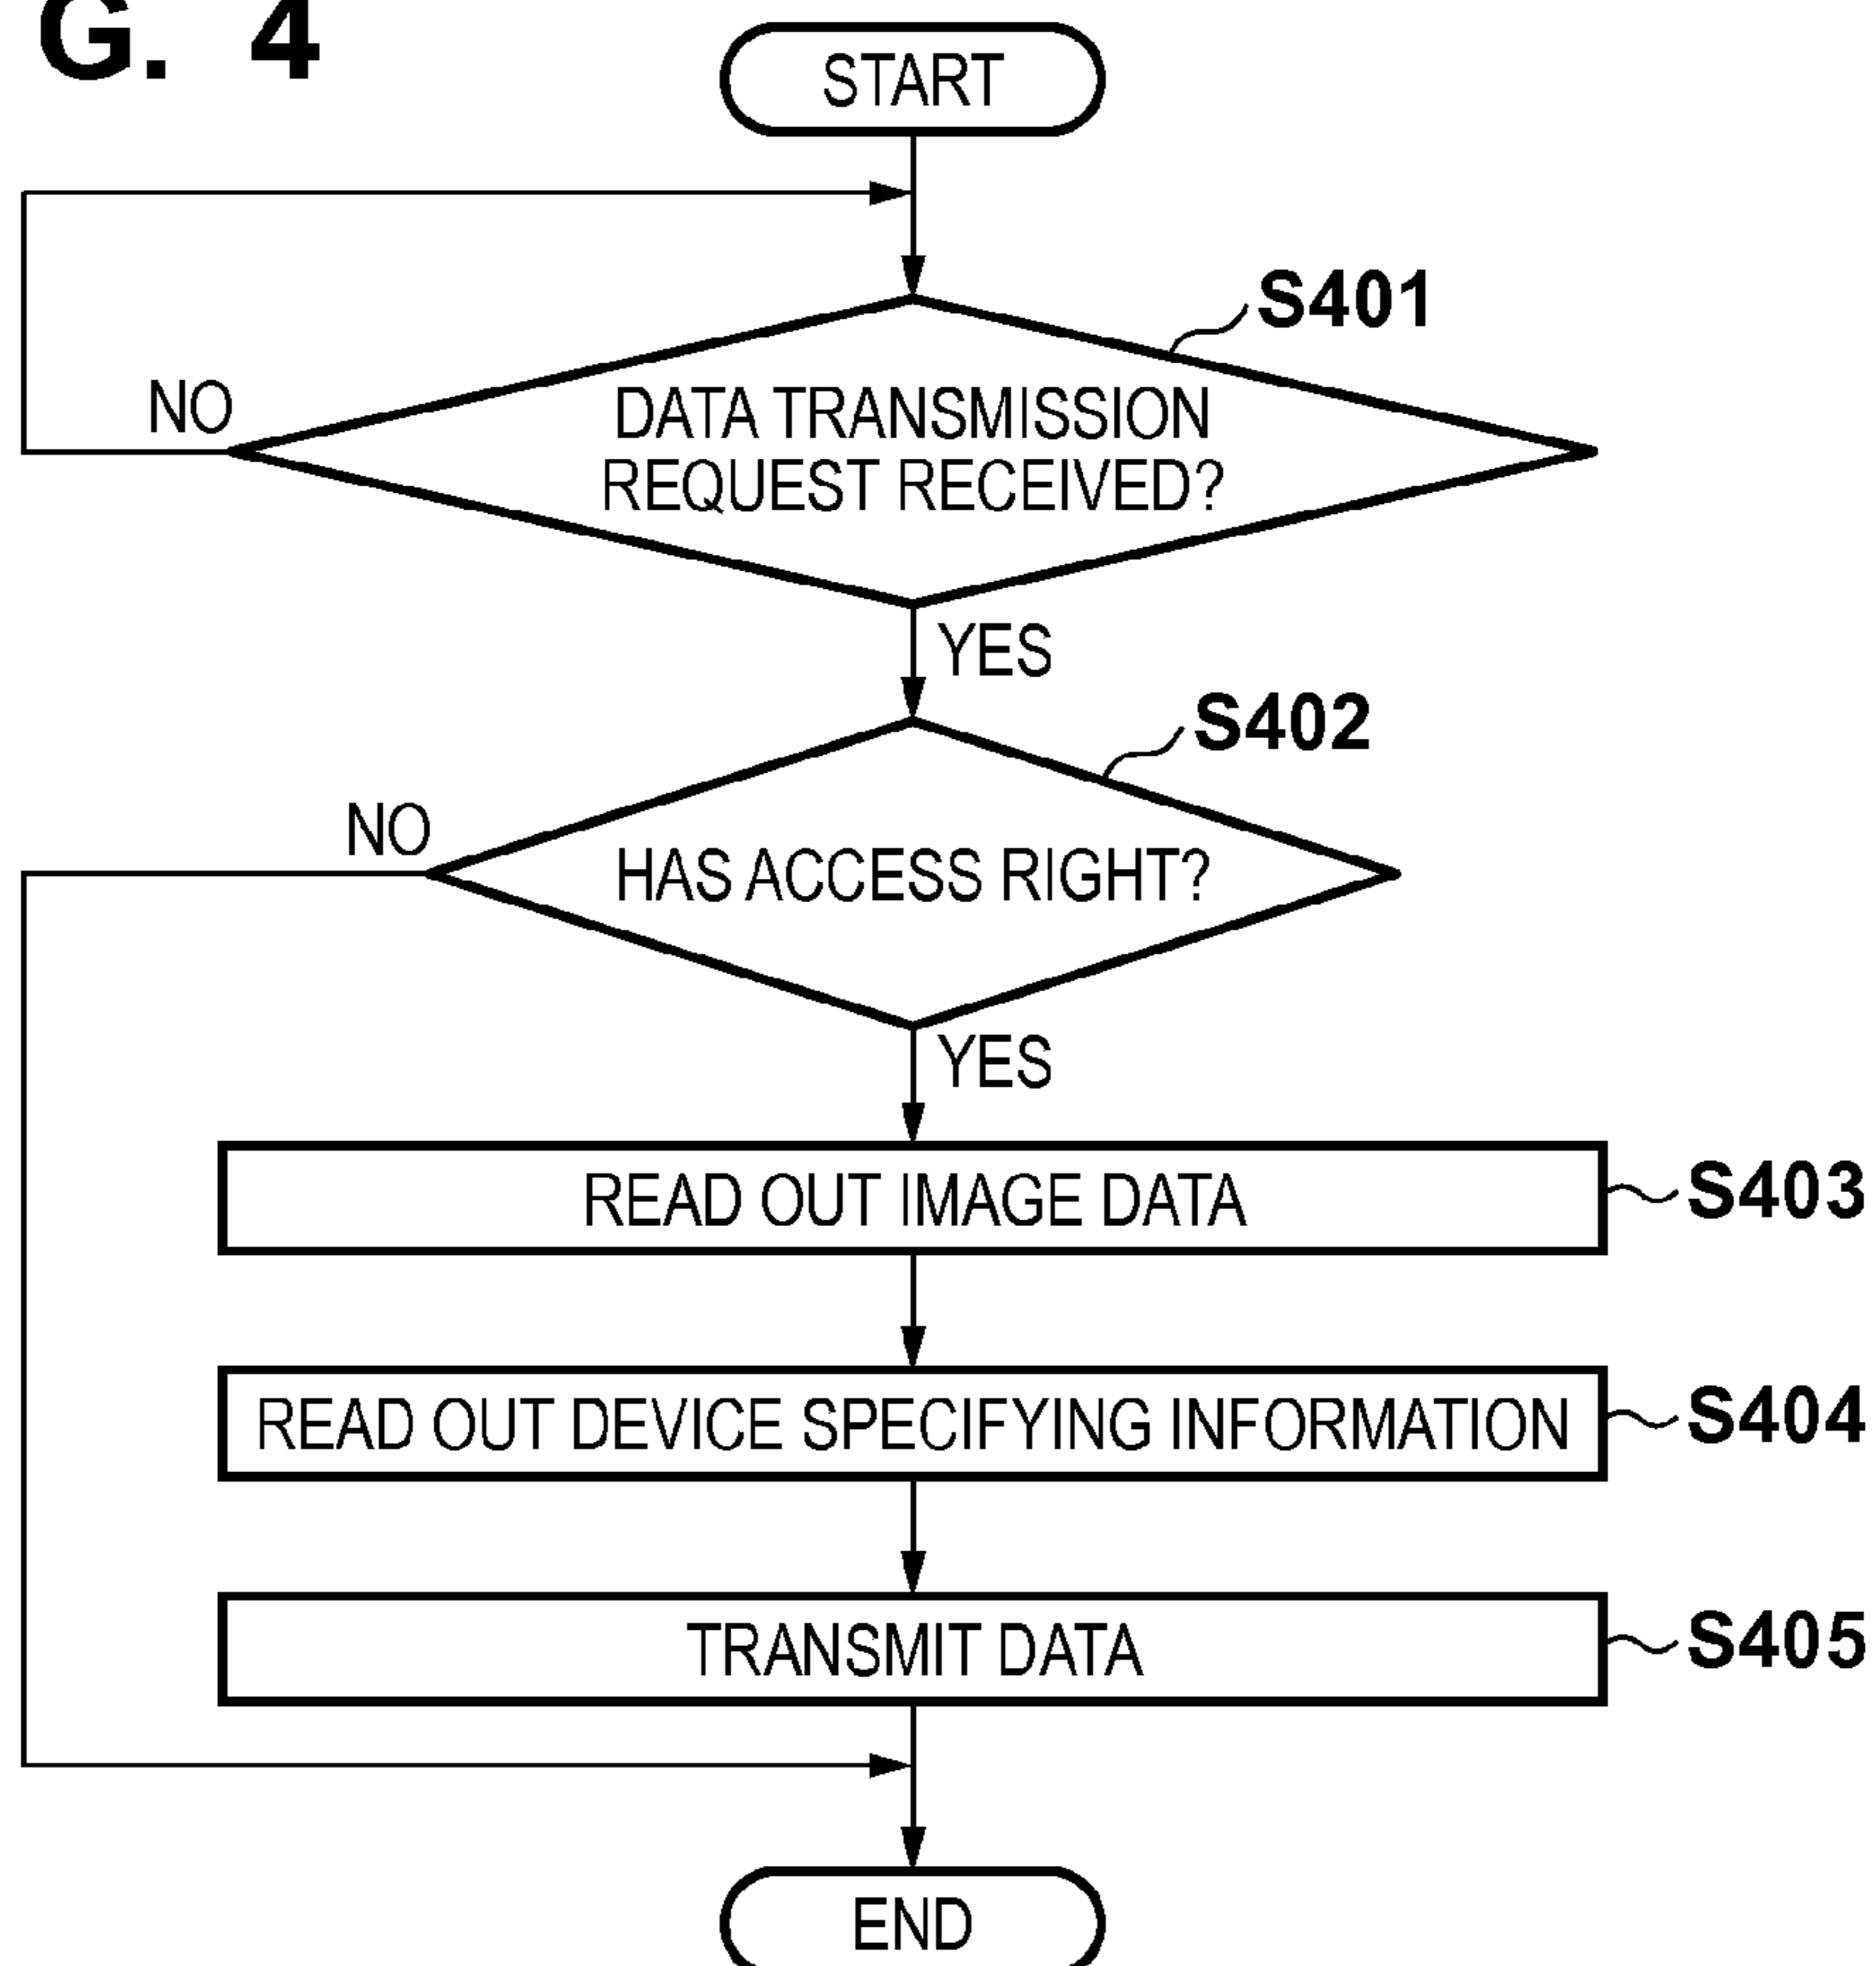 G. 4
START
S401
NO
DATA TRANSMISSION
REQUEST RECEIVED?
YES
S402
NO
HAS ACCESS RIGHT?
YES
READ OUT IMAGE DATA
S403
READ OUT DEVICE SPECIFYING INFORMATION
S404
TRANSMIT DATA
S405
END